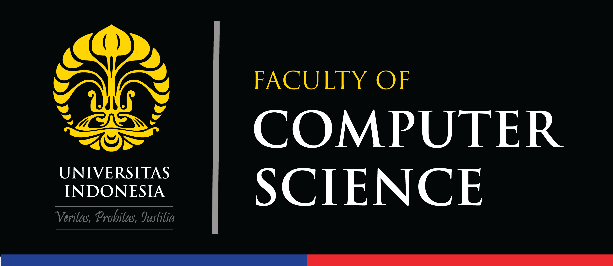 UNIVERSITAS
INDONESIA
Veritas, Probitas, Iustitia
FACULTY OF
COMPUTER
SCIENCE